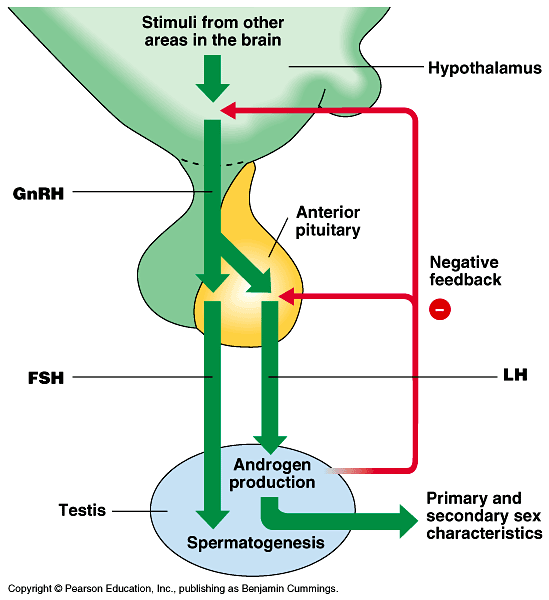 Stimuli from other
areas in the brain
Hypothalamus
GnRH
Anterior
pituitary
Negative
feedback
–
FSH
LH
Androgen
production
Testis
Primary and
secondary sex
characteristics
Spermatogenesis
Copyright © Pearson Education, Inc., publishing as Benjamin Cummings.